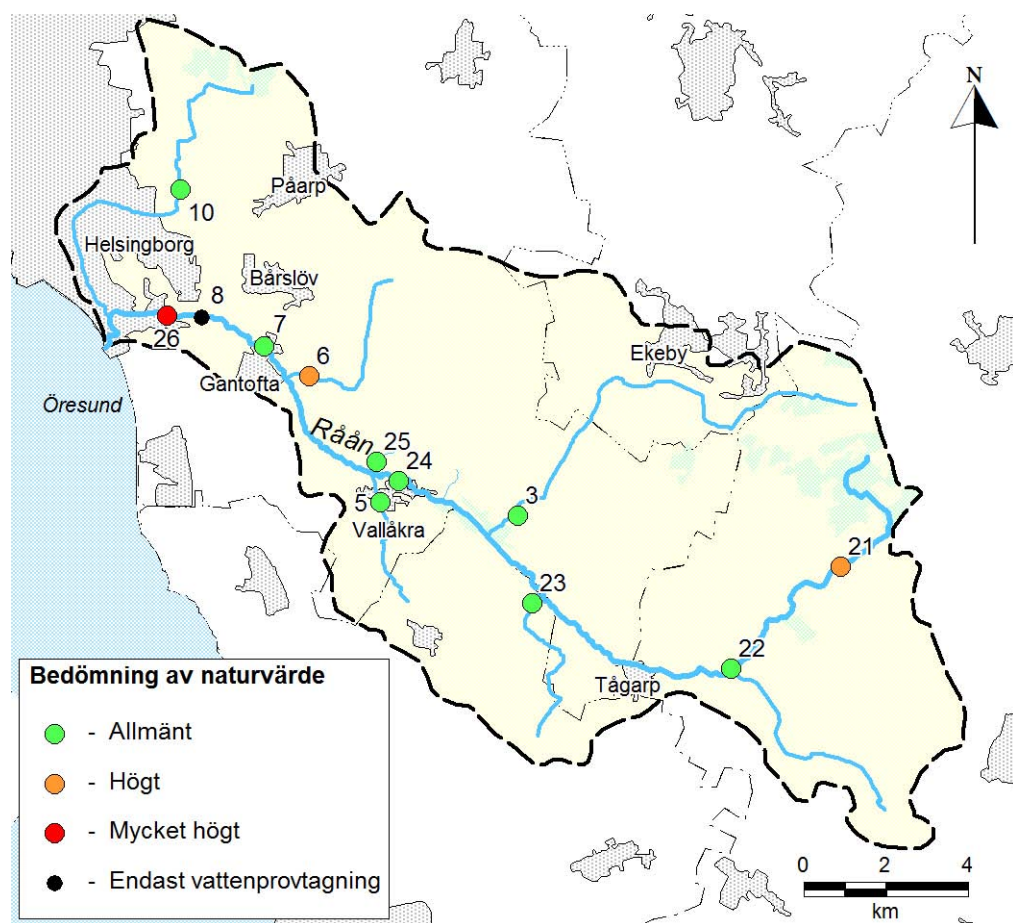 N
Påarp
10
Helsingborg
Bårslöv
8
7
26
6
Ekeby
Gantofta
Öresund
Råån
25
24
3
5
Vallåkra
21
23
22
Tågarp
Bedömning av naturvärde
- Allmänt
- Högt
- Mycket högt
- Endast vattenprovtagning
0 2 4
km